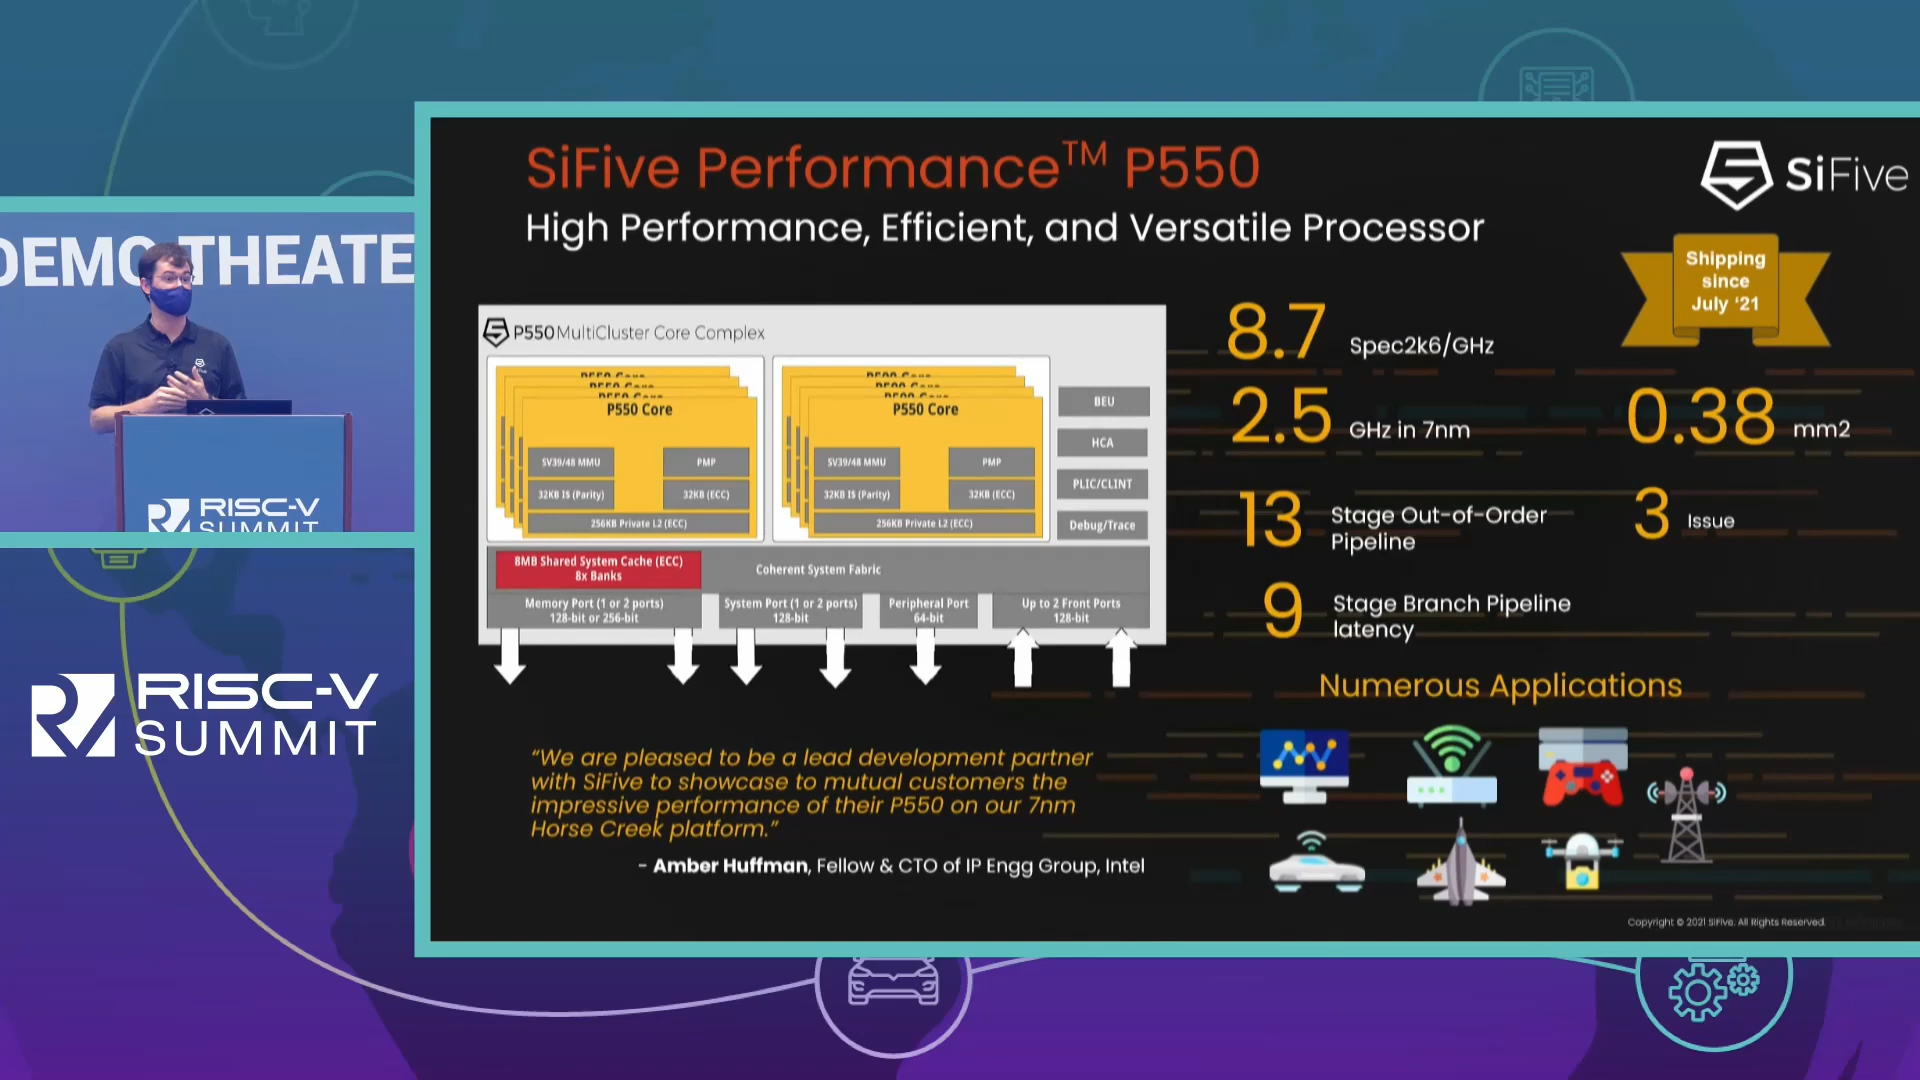 DEMO THEATE
RISC-V
SUMMIT
RISC-V
SUMMIT
SiFive Performance™ P550
High Performance, Efficient, and Versatile Processor
SiFive
Shipping
since
July ‘21
P550 MultiCluster Core Complex
P550 Core
SV39/48 MMU
PMP
32KB I$ (Parity)
32KB (ECC)
256KB Private L2 (ECC)
P550 Core
SV39/48 MMU
PMP
32KB I$ (Parity)
32KB (ECC)
256KB Private L2 (ECC)
BEU
HCA
PLIC/CLINT
Debug/Trace
8MB Shared System Cache (ECC)
8x Banks
Coherent System Fabric
Memory Port (1 or 2 ports)
128-bit or 256-bit
System Port (1 or 2 ports)
128-bit
Peripheral Port
64-bit
Up to 2 Front Ports
128-bit
8.7 Spec2k6/GHz
2.5 GHz in 7nm
0.38 mm2
13 Stage Out-of-Order
Pipeline
3 Issue
9 Stage Branch Pipeline
latency
Numerous Applications
“We are pleased to be a lead development partner
with SiFive to showcase to mutual customers the
impressive performance of their P550 on our 7nm
Horse Creek platform.”
- Amber Huffman, Fellow & CTO of IP Engg Group, Intel
Copyright © 2021 SiFive. All Rights Reserved.